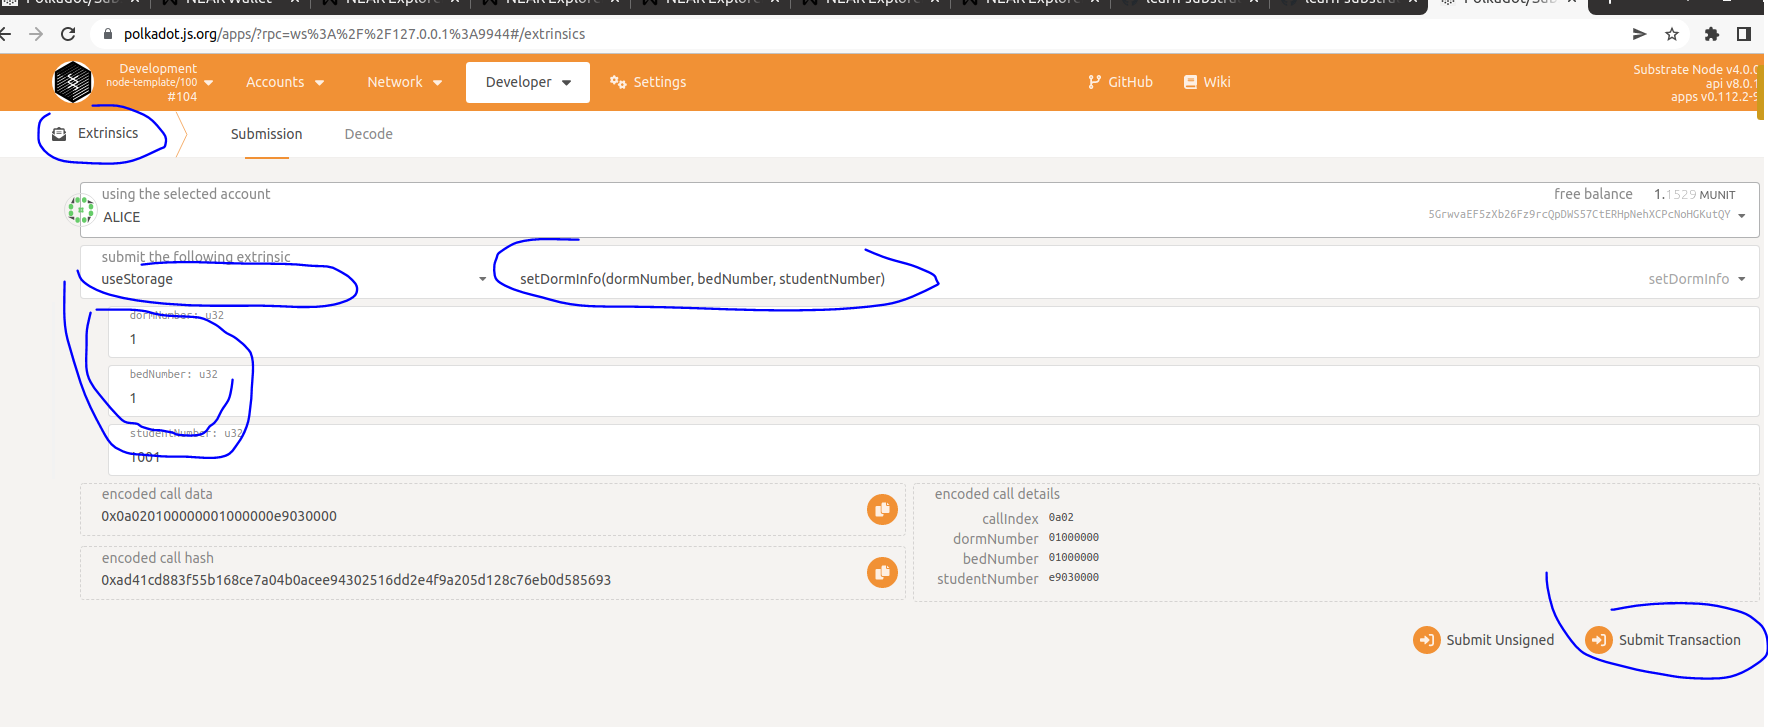 Polkadot/Sub
NEAR Wallet
NEAR Explore
NEAR Explore
NEAR Explore
NEAR Explore
NEAR Explore
learn-substra
learn-substra
Polkadot/Sub
polkadot.js.org/apps/?rpc=ws%3A%2F%2F127.0.0.1%3A9944#/extrinsics
Development
node-template/100
#104
Accounts
Network
Developer
Settings
GitHub
Wiki
Substrate Node v4.0.0
api v8.0.1
apps v0.112.2-9
Extrinsics
Submission
Decode
using the selected account
free balance 1.1529 MUNIT
ALICE
5GrwvaEF5zXb26Fz9rcQpDWS57CtERHpNehXCPcNoHGKutQY
submit the following extrinsic
useStorage
setDormInfo(dormNumber, bedNumber, studentNumber)
setDormInfo
dormNumber: u32
1
bedNumber: u32
1
studentNumber: u32
1001
encoded call data
0x0a020100000001000000e9030000
encoded call details
callIndex 0a02
dormNumber 01000000
bedNumber 01000000
studentNumber e9030000
encoded call hash
0xad41cd883f55b168ce7a04b0acee94302516dd2e4f9a205d128c76eb0d585693
Submit Unsigned
Submit Transaction